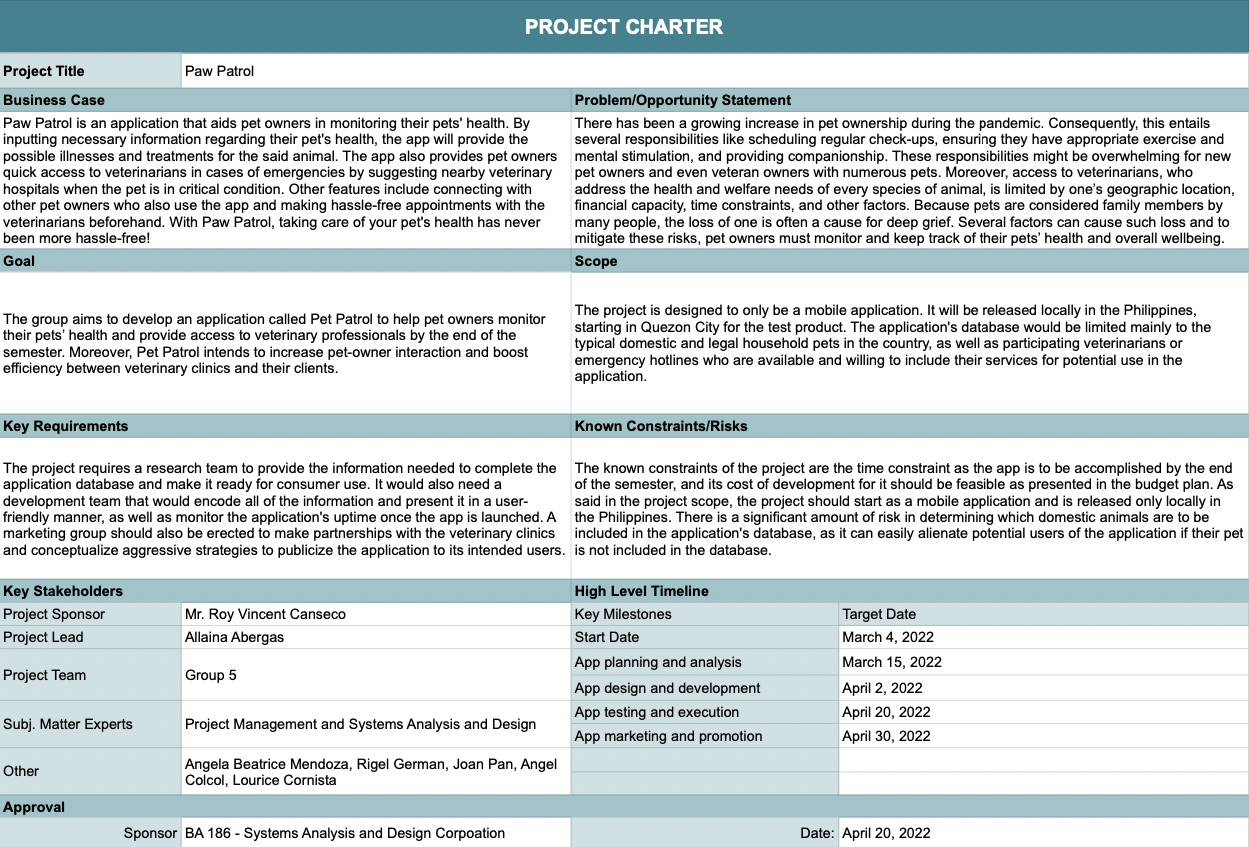 PROJECT CHARTER
Project Title
Paw Patrol
Business Case
Paw Patrol is an application that aids pet owners in monitoring their pets' health. By
inputting necessary information regarding their pet's health, the app will provide the
possible illnesses and treatments for the said animal. The app also provides pet owners
quick access to veterinarians in cases of emergencies by suggesting nearby veterinary
hospitals when the pet is in critical condition. Other features include connecting with
other pet owners who also use the app and making hassle-free appointments with the
veterinarians beforehand. With Paw Patrol, taking care of your pet's health has never
been more hassle-free!
Problem/Opportunity Statement
There has been a growing increase in pet ownership during the pandemic. Consequently, this entails
several responsibilities like scheduling regular check-ups, ensuring they have appropriate exercise and
mental stimulation, and providing companionship. These responsibilities might be overwhelming for new
pet owners and even veteran owners with numerous pets. Moreover, access to veterinarians, who
address the health and welfare needs of every species of animal, is limited by one's geographic location,
financial capacity, time constraints, and other factors. Because pets are considered family members by
many people, the loss of one is often a cause for deep grief. Several factors can cause such loss and to
mitigate these risks, pet owners must monitor and keep track of their pets' health and overall wellbeing.
Goal
The group aims to develop an application called Pet Patrol to help pet owners monitor
their pets' health and provide access to veterinary professionals by the end of the
semester. Moreover, Pet Patrol intends to increase pet-owner interaction and boost
efficiency between veterinary clinics and their clients.
Scope
The project is designed to only be a mobile application. It will be released locally in the Philippines,
starting in Quezon City for the test product. The application's database would be limited mainly to the
typical domestic and legal household pets in the country, as well as participating veterinarians or
emergency hotlines who are available and willing to include their services for potential use in the
application.
Key Requirements
The project requires a research team to provide the information needed to complete the
application database and make it ready for consumer use. It would also need a
development team that would encode all of the information and present it in a user-
friendly manner, as well as monitor the application's uptime once the app is launched. A
marketing group should also be erected to make partnerships with the veterinary clinics
and conceptualize aggressive strategies to publicize the application to its intended users.
Known Constraints/Risks
The known constraints of the project are the time constraint as the app is to be accomplished by the end
of the semester, and its cost of development for it should be feasible as presented in the budget plan. As
said in the project scope, the project should start as a mobile application and is released only locally in
the Philippines. There is a significant amount of risk in determining which domestic animals are to be
included in the application's database, as it can easily alienate potential users of the application if their pet
is not included in the database.
Key Stakeholders
Project Sponsor
Mr. Roy Vincent Canseco
Project Lead
Allaina Abergas
Project Team
Group 5
Subj. Matter Experts
Project Management and Systems Analysis and Design
Other
Angela Beatrice Mendoza, Rigel German, Joan Pan, Angel
Colcol, Lourice Cornista
High Level Timeline
Key Milestones
Target Date
Start Date
March 4, 2022
App planning and analysis
March 15, 2022
App design and development
April 2, 2022
App testing and execution
April 20, 2022
App marketing and promotion
April 30, 2022
Approval
Sponsor
BA 186 - Systems Analysis and Design Corpoation
Date:
April 20, 2022